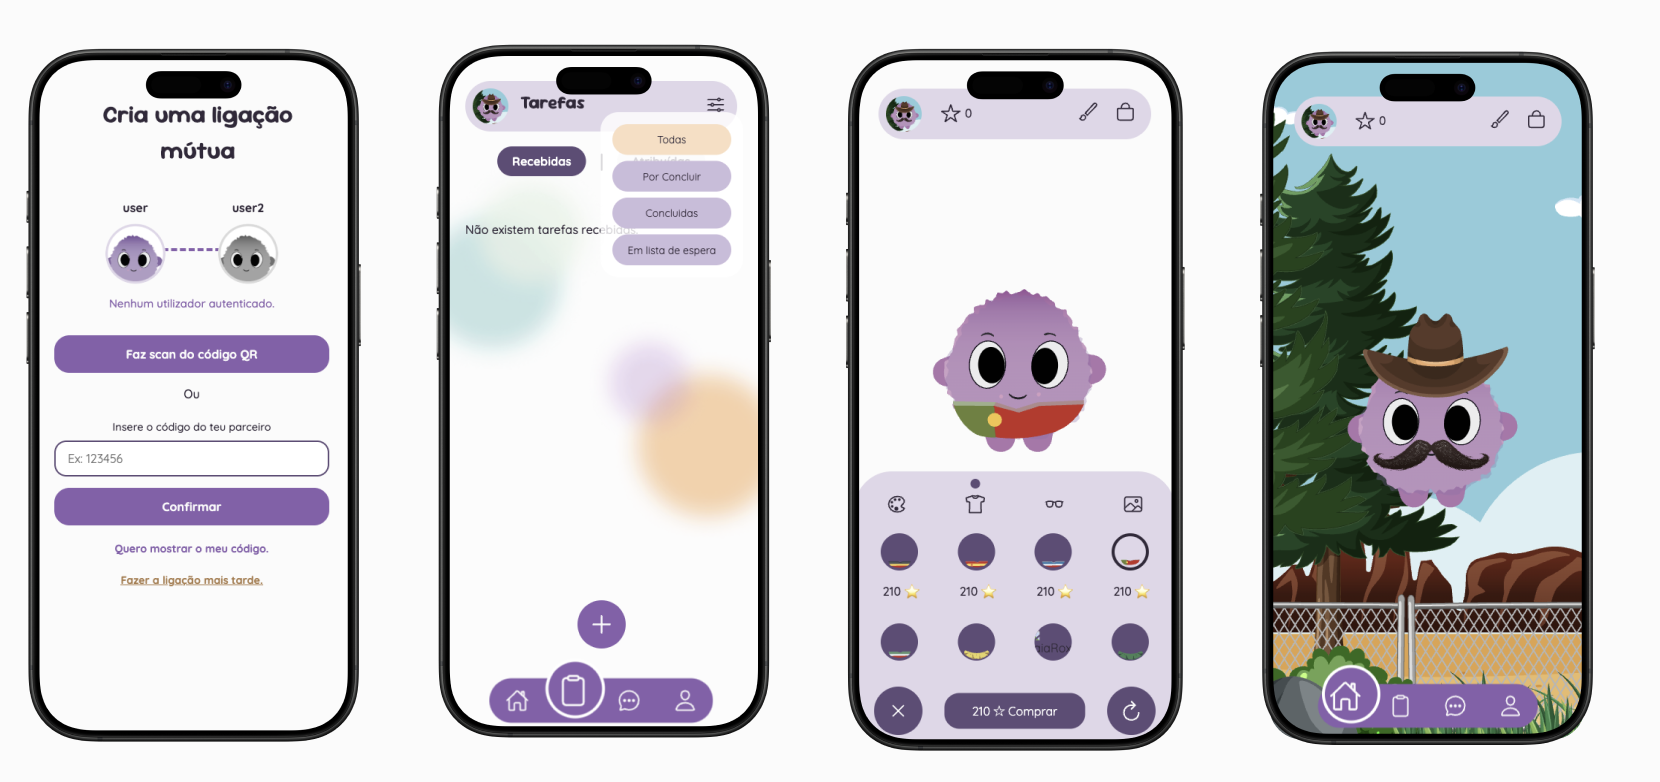 Cria uma ligação
mútua
user
user2
Nenhum utilizador autenticado.
Faz scan do código QR
Ou
Insere o código do teu parceiro
Ex: 123456
Confirmar
Quero mostrar o meu código.
Fazer a ligação mais tarde.
Tarefas
Todas
Recebidas
|
Atribuídas
Por Concluir
Concluídas
Não existem tarefas recebidas.
Em lista de espera
0
210
210
210
210
210 ☆ Comprar
0